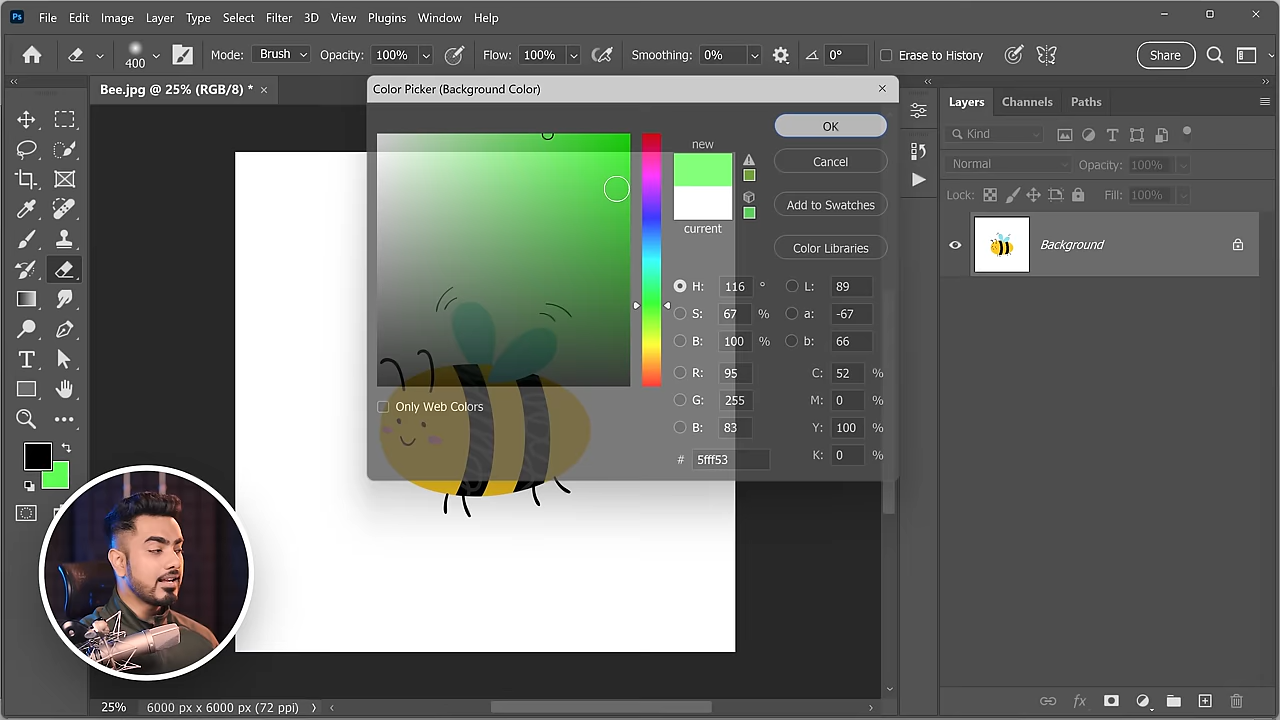 Ps File Edit Image Layer Type Select Filter 3D View Plugins Window Help
400 Mode: Brush Opacity: 100% Flow: 100% Smoothing: 0% 0° Erase to History Share
Bee.jpg @ 25% (RGB/8) * ×
Color Picker (Background Color)
new
current
OK
Cancel
Add to Swatches
Color Libraries
H: 116 ° L: 89
S: 67 % a: -67
B: 100 % b: 66
R: 95 C: 52 %
G: 255 M: 0 %
B: 83 Y: 100 %
# 5fff53 K: 0 %
Only Web Colors
Layers Channels Paths
Kind
Normal Opacity: 100%
Lock: Fill: 100%
Background
25% 6000 px x 6000 px (72 ppi)